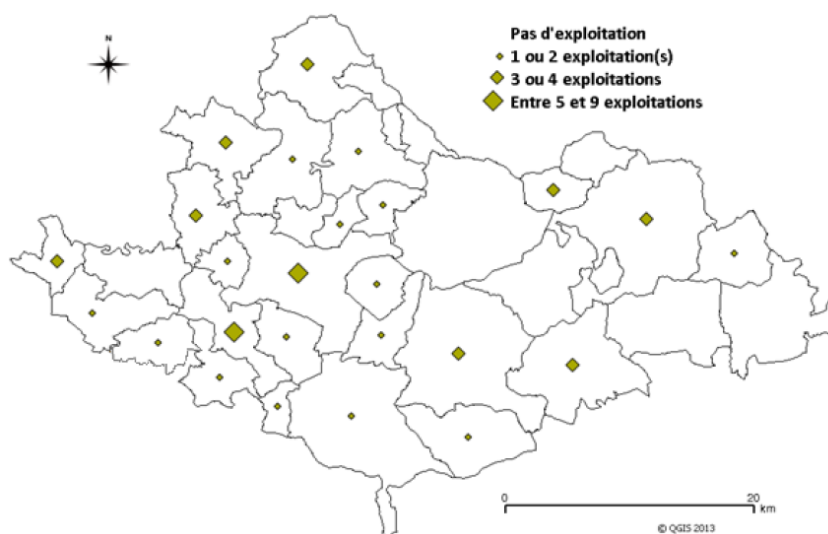 N
Pas d'exploitation
1 ou 2 exploitation(s)
3 ou 4 exploitations
Entre 5 et 9 exploitations
0 20
km
© QGIS 2013